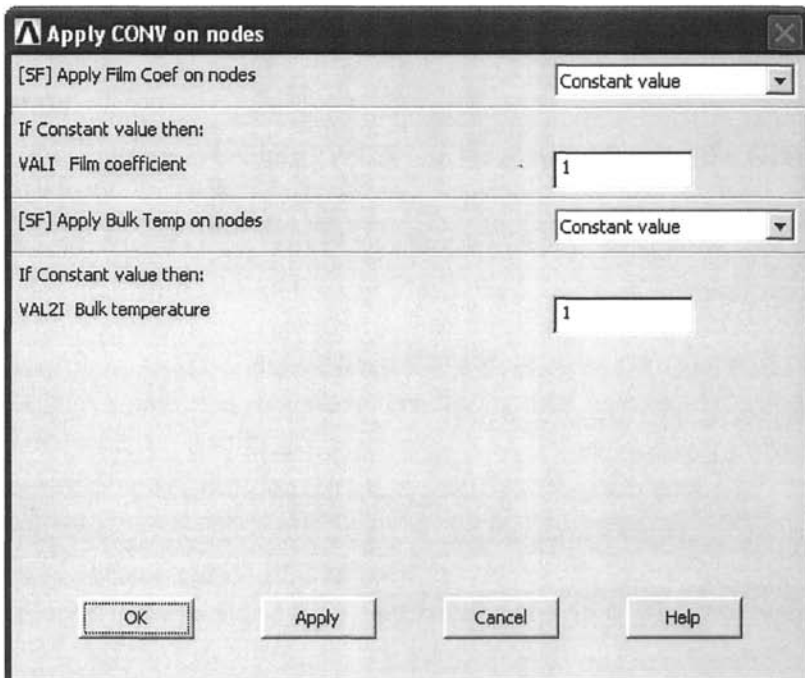 Apply CONV on nodes
[SF] Apply Film Coef on nodes Constant value
If Constant value then:
VALI Film coefficient 1
[SF] Apply Bulk Temp on nodes Constant value
If Constant value then:
VAL2I Bulk temperature 1
OK Apply Cancel Help